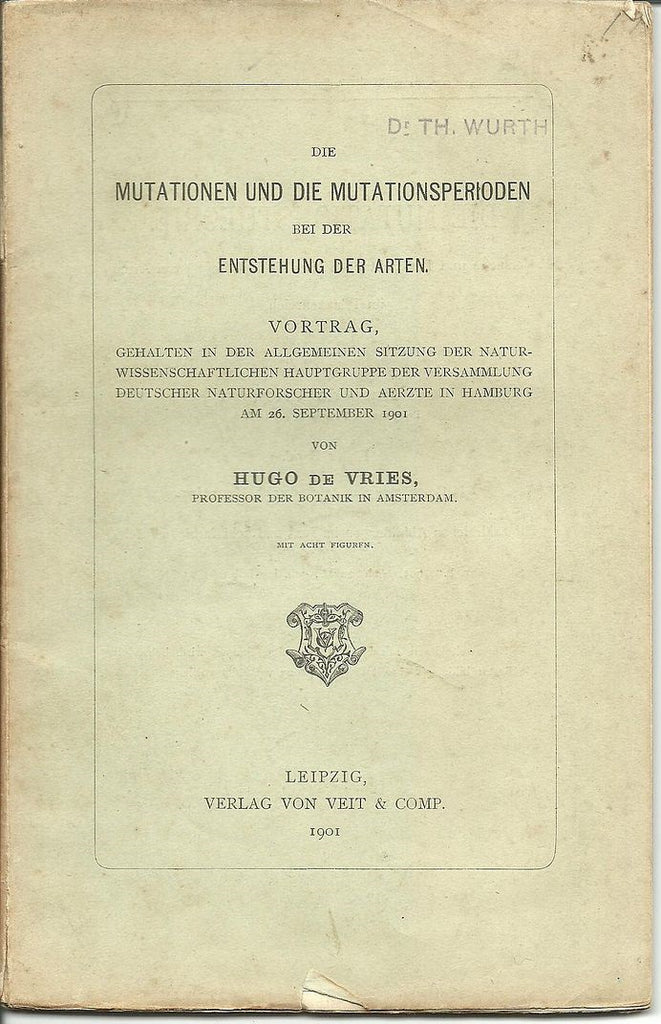 Dr TH. WURTH
DIE
MUTATIONEN UND DIE MUTATIONSPERIODEN
BEI DER
ENTSTEHUNG DER ARTEN.
VORTRAG,
GEHALTEN IN DER ALLGEMEINEN SITZUNG DER NATUR-
WISSENSCHAFTLICHEN HAUPTGRUPPE DER VERSAMMLUNG
DEUTSCHER NATURFORSCHER UND AERZTE IN HAMBURG
AM 26. SEPTEMBER 1901
VON
HUGO DE VRIES,
PROFESSOR DER BOTANIK IN AMSTERDAM.
MIT ACHT FIGUREN.
LEIPZIG,
VERLAG VON VEIT & COMP.
1901